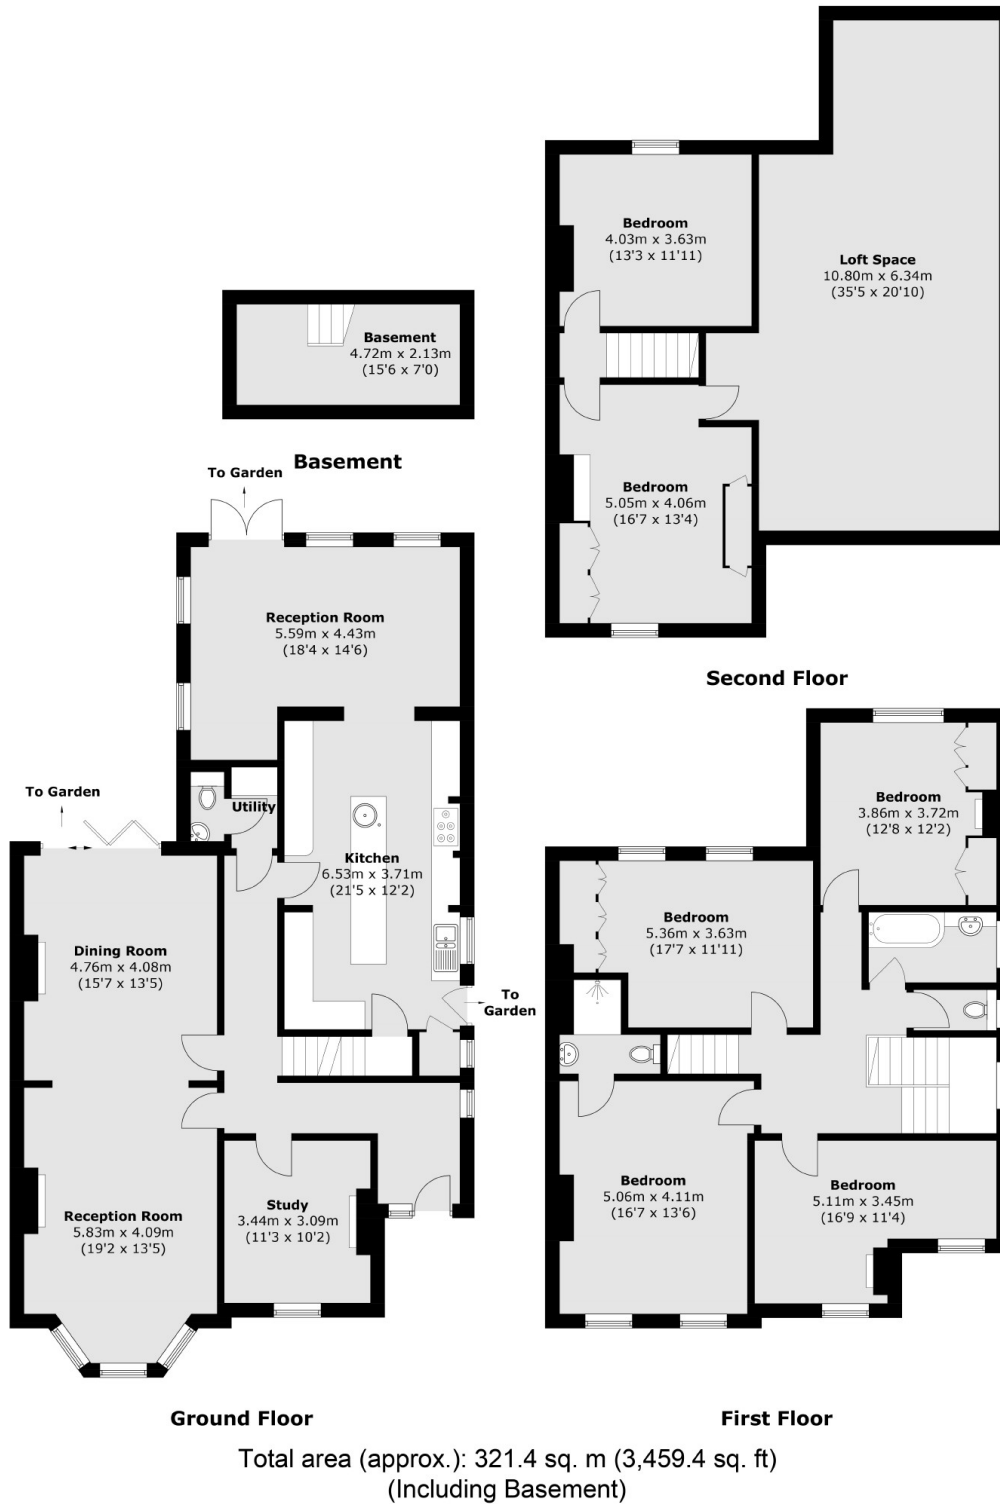 Bedroom
4.03m x 3.63m
(13'3 x 11'11)
Loft Space
10.80m x 6.34m
(35'5 x 20'10)
Basement
4.72m x 2.13m
(15'6 x 7'0)
Basement
To Garden
Bedroom
5.05m x 4.06m
(16'7 x 13'4)
Second Floor
Reception Room
5.59m x 4.43m
(18'4 x 14'6)
To Garden
Utility
Kitchen
6.53m x 3.71m
(21'5 x 12'2)
Dining Room
4.76m x 4.08m
(15'7 x 13'5)
To
Garden
Reception Room
5.83m x 4.09m
(19'2 x 13'5)
Study
3.44m x 3.09m
(11'3 x 10'2)
Ground Floor
Bedroom
3.86m x 3.72m
(12'8 x 12'2)
Bedroom
5.36m x 3.63m
(17'7 x 11'11)
Bedroom
5.06m x 4.11m
(16'7 x 13'6)
Bedroom
5.11m x 3.45m
(16'9 x 11'4)
First Floor
Total area (approx.): 321.4 sq. m (3,459.4 sq. ft)
(Including Basement)